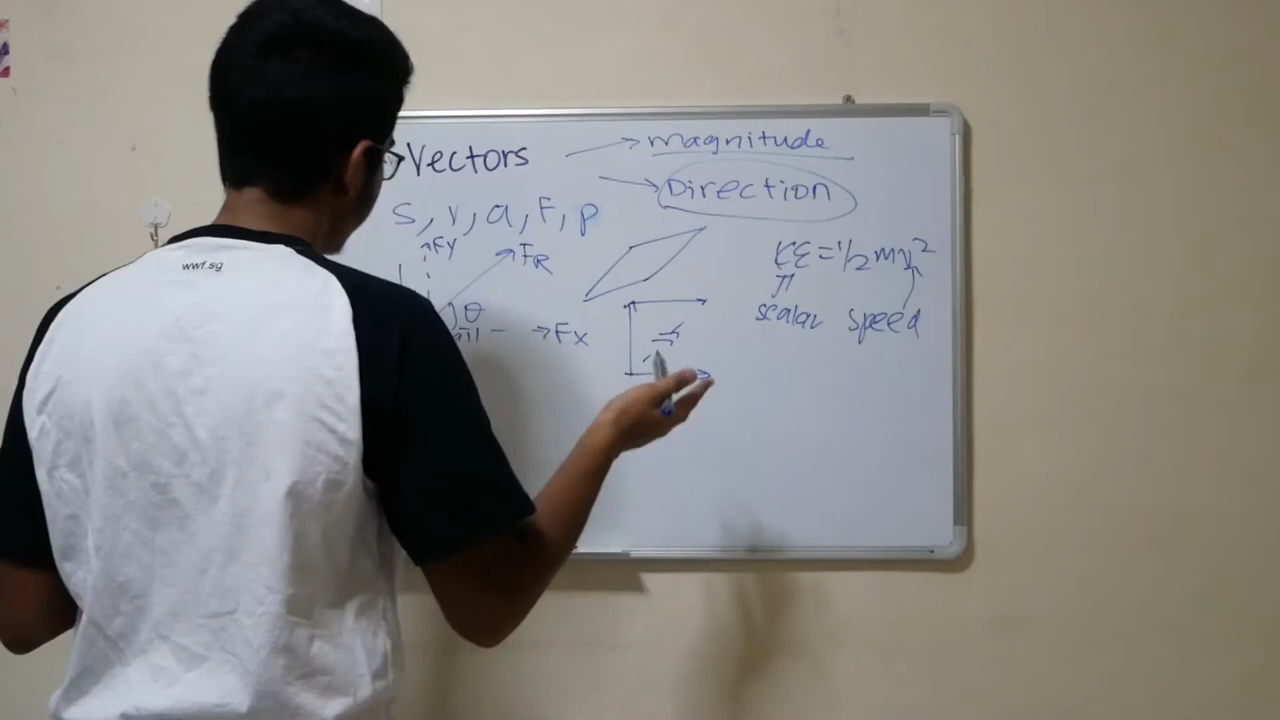 Vectors → magnitude
→ Direction
s, v, a, F, p
Fy
FR
θ
→ Fx
KE = ½mv²
scalar speed
wwf.sg